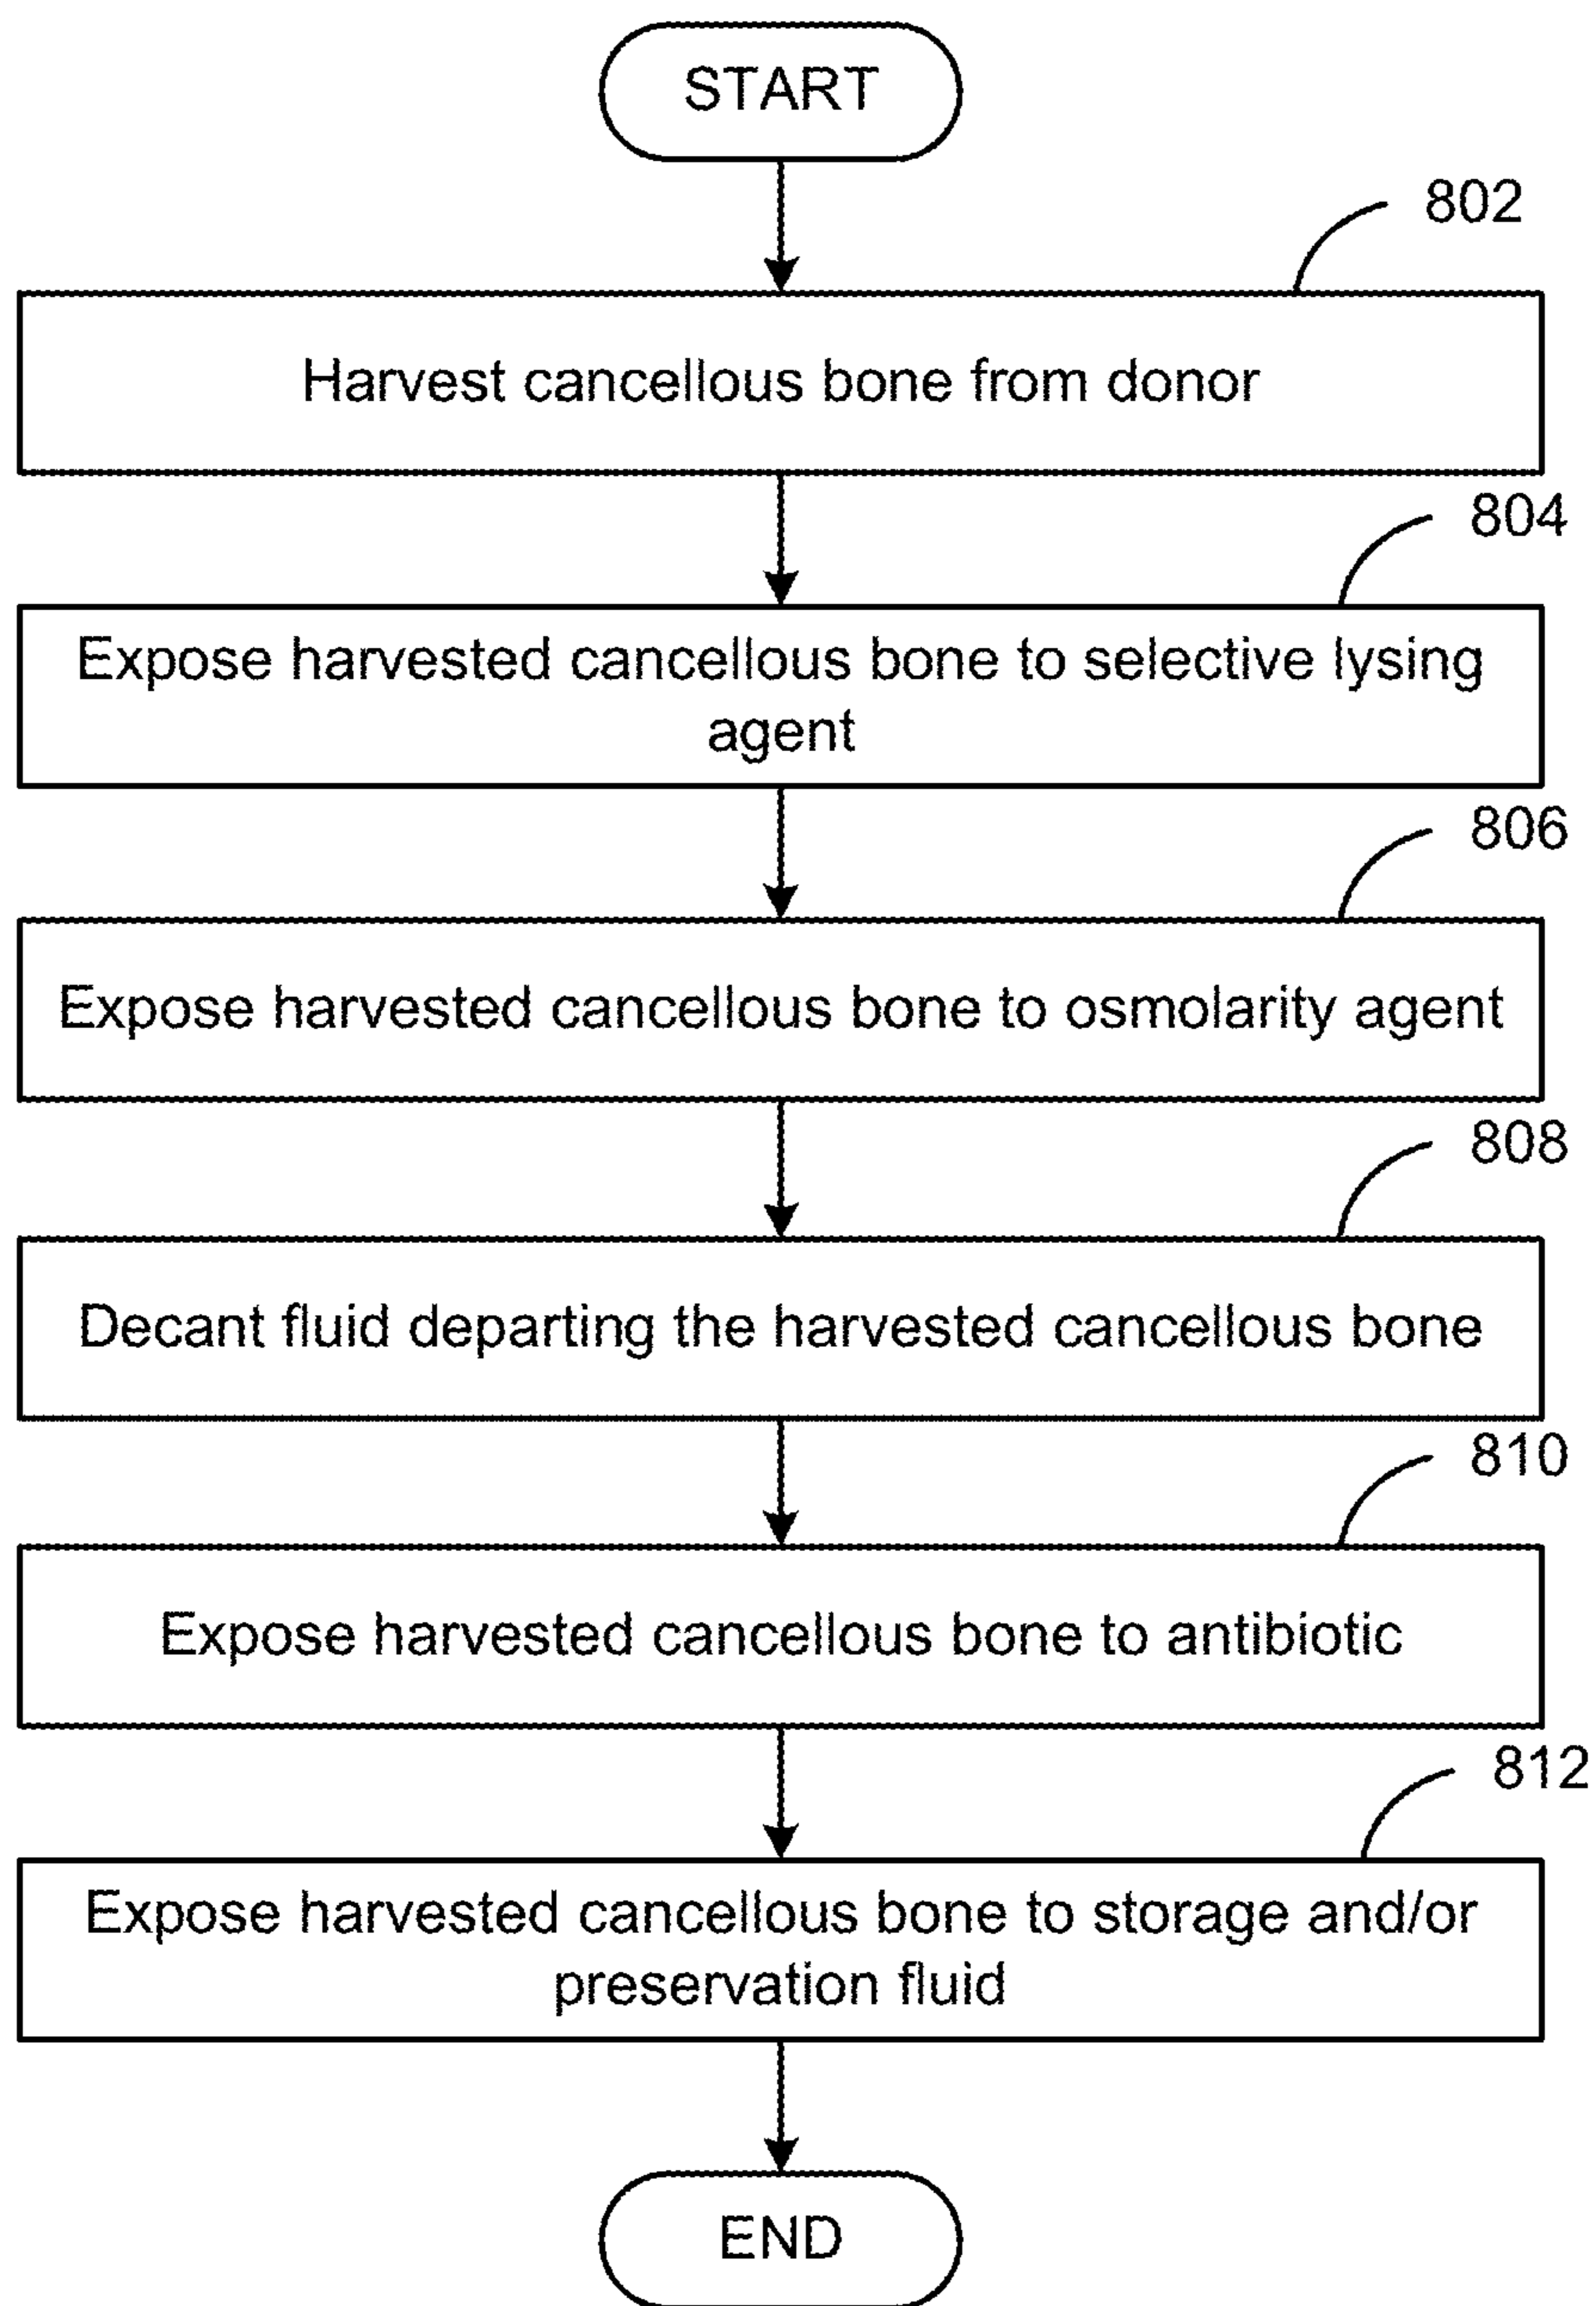 START
802
Harvest cancellous bone from donor
804
Expose harvested cancellous bone to selective lysing
agent
806
Expose harvested cancellous bone to osmolarity agent
808
Decant fluid departing the harvested cancellous bone
810
Expose harvested cancellous bone to antibiotic
812
Expose harvested cancellous bone to storage and/or
preservation fluid
END